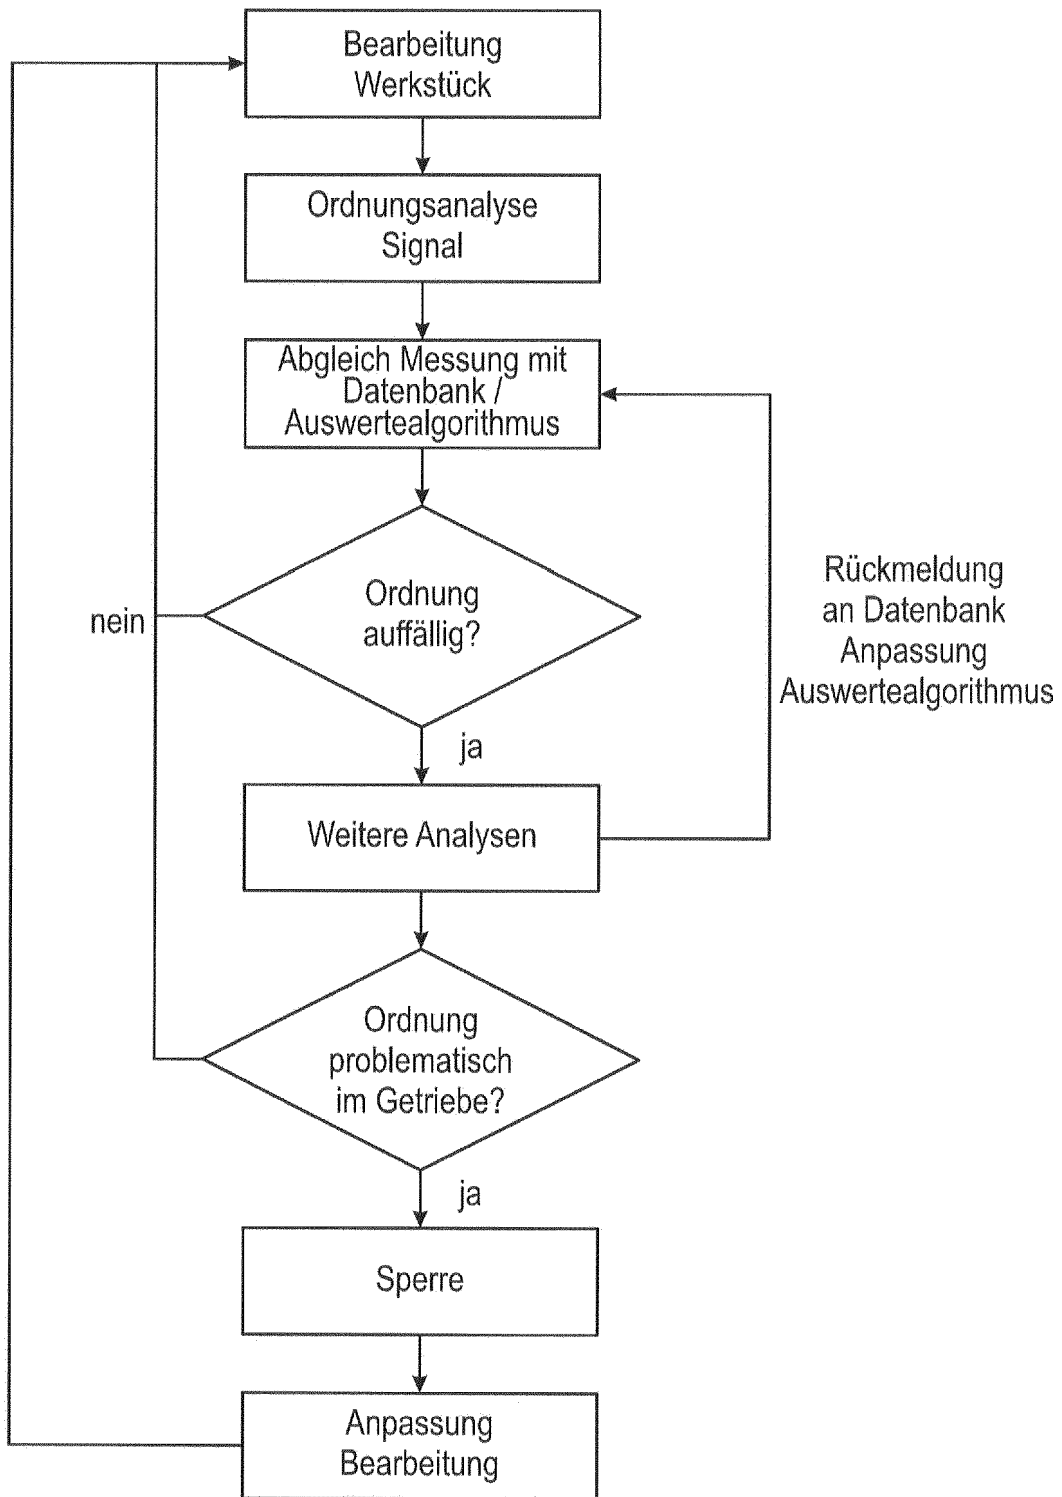 Bearbeitung
Werkstück
Ordnungsanalyse
Signal
Abgleich Messung mit
Datenbank /
Auswertealgorithmus
Ordnung
auffällig?
nein
Rückmeldung
an Datenbank
Anpassung
Auswertealgorithmus
ja
Weitere Analysen
Ordnung
problematisch
im Getriebe?
ja
Sperre
Anpassung
Bearbeitung